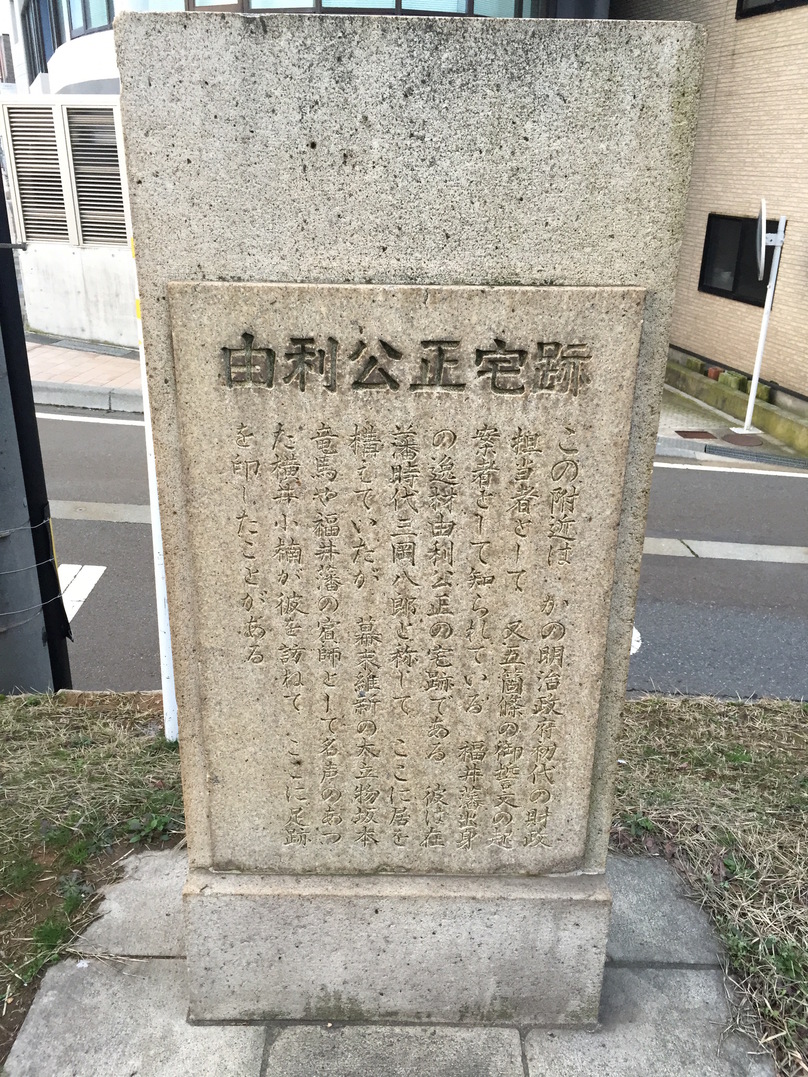 由利公正宅跡
この附近は かの明治政府初代の財政
担当者として 又五箇條の御誓文の起
案者として知られている 福井藩出身
の逸材由利公正の宅跡である 彼は在
藩時代三岡八郎と称して ここに居を
構えていたが 幕末維新の大立物坂本
竜馬や福井藩の賓師として名声のあつ
た横井小楠が彼を訪ねて ここに足跡
を印したことがある